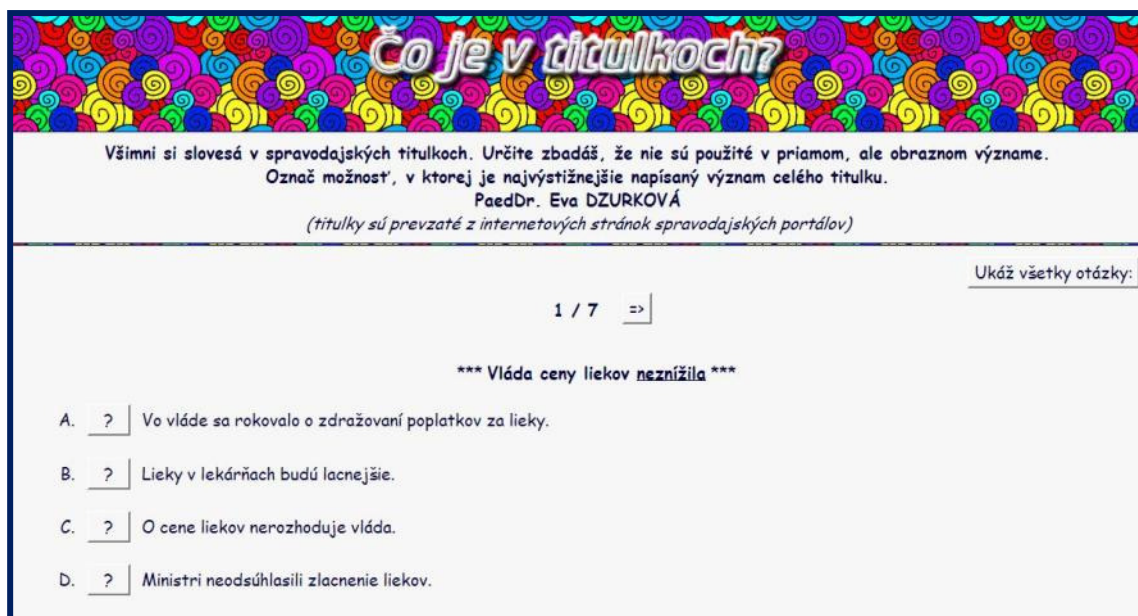 Čo je v titulkoch?
Všimni si slovesá v spravodajských titulkoch. Určite zbadáš, že nie sú použité v priamom, ale obraznom význame.
Označ možnosť, v ktorej je najvýstižnejšie napísaný význam celého titulku.
PaedDr. Eva DZURKOVÁ
(titulky sú prevzaté z internetových stránok spravodajských portálov)
Ukáž všetky otázky:
1 / 7 =>
*** Vláda ceny liekov neznížila ***
A. ? Vo vláde sa rokovalo o zdražovaní poplatkov za lieky.
B. ? Lieky v lekárňach budú lacnejšie.
C. ? O cene liekov nerozhoduje vláda.
D. ? Ministri neodsúhlasili zlacnenie liekov.